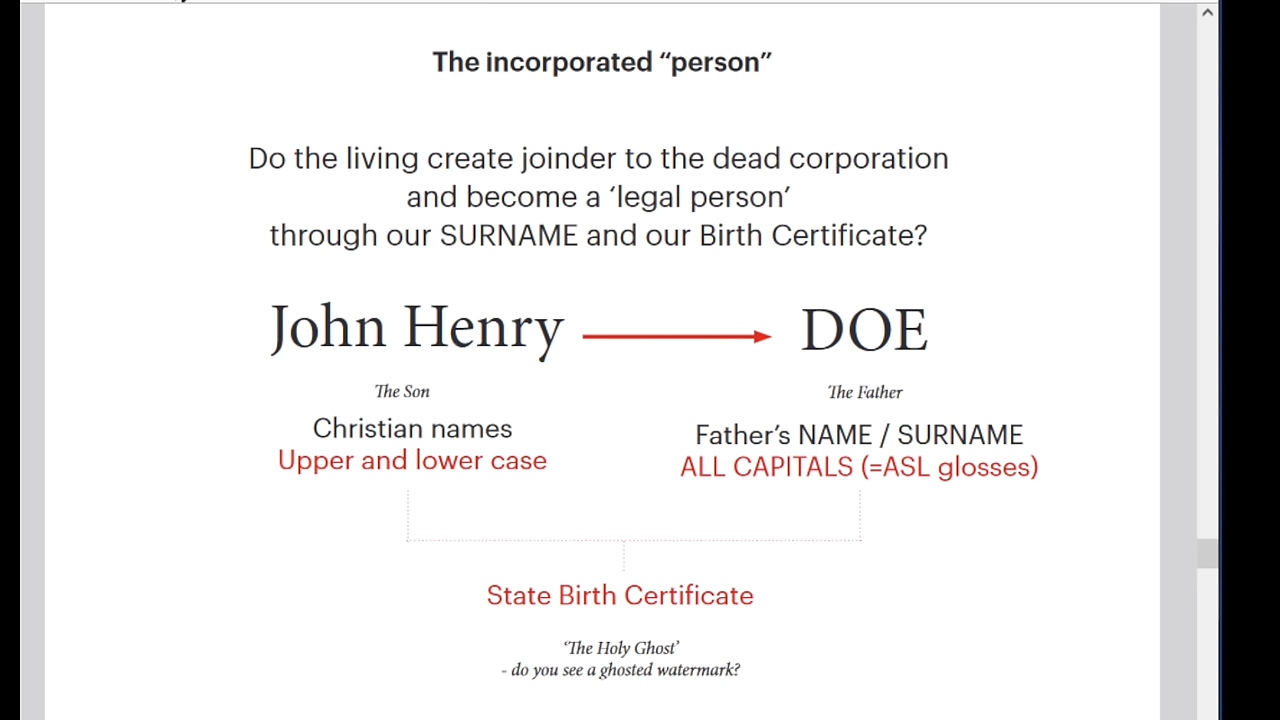 The incorporated “person”
Do the living create joinder to the dead corporation
and become a ‘legal person’
through our SURNAME and our Birth Certificate?
John Henry
DOE
The Son
The Father
Christian names
Father’s NAME / SURNAME
Upper and lower case
ALL CAPITALS (=ASL glosses)
State Birth Certificate
‘The Holy Ghost’
- do you see a ghosted watermark?